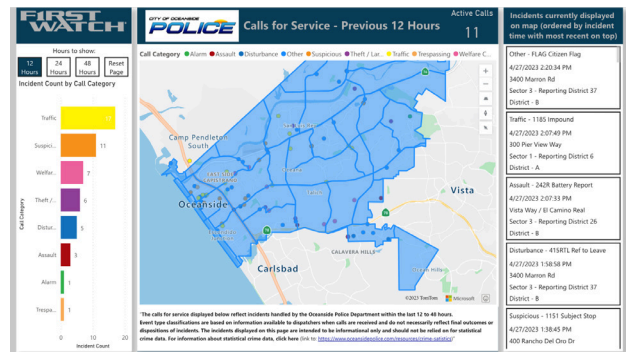 FIRST
WATCH
Hours to show:
12 Hours
24 Hours
48 Hours
Reset Page
Incident Count by Call Category
Call Category
Traffic 17
Suspici... 11
Welfar... 7
Theft /... 6
Distur... 5
Assault 3
Alarm 1
Trespa... 1
0 10 20
Incident Count
CITY OF OCEANSIDE
POLICE
Calls for Service - Previous 12 Hours
Active Calls
11
Call Category Alarm Assault Disturbance Other Suspicious Theft / Lar... Traffic Trespassing Welfare C...
Camp Pendleton
South
Oceanside
Vista
CALAVERA HILLS
Carlsbad
78
©2023 TomTom
Microsoft
"The calls for service displayed below reflect incidents handled by the Oceanside Police Department within the last 12 to 48 hours.
Event type classifications are based on information available to dispatchers when calls are received and do not necessarily reflect final outcomes or
dispositions of incidents. The incidents displayed on this page are intended to be informational only and should not be relied on for statistical
crime data. For information about statistical crime data, click here (link to: https://www.oceansidepolice.com/resources/crime-satistics)"
Incidents currently displayed
on map (ordered by incident
time with most recent on top)
Other - FLAG Citizen Flag
4/27/2023 2:20:34 PM
3400 Marron Rd
Sector 3 - Reporting District 37
District - B
Traffic - 1185 Impound
4/27/2023 2:07:49 PM
300 Pier View Way
Sector 1 - Reporting District 6
District - A
Assault - 242R Battery Report
4/27/2023 2:07:33 PM
Vista Way / El Camino Real
Sector 3 - Reporting District 26
District - B
Disturbance - 415RTL Ref to Leave
4/27/2023 1:58:58 PM
3400 Marron Rd
Sector 3 - Reporting District 37
District - B
Suspicious - 1151 Subject Stop
4/27/2023 1:38:45 PM
400 Rancho Del Oro Dr